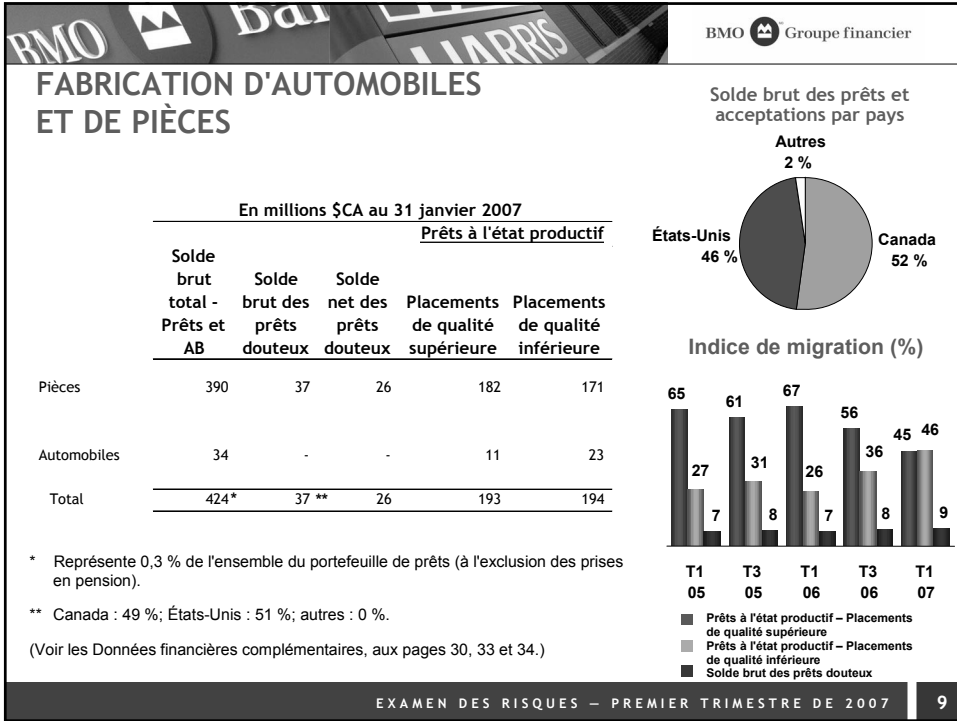 BMO
Ban
HARRIS
BMO Groupe financier
FABRICATION D'AUTOMOBILES
ET DE PIÈCES
En millions $CA au 31 janvier 2007
Prêts à l'état productif
Solde brut total - Prêts et AB
Solde brut des prêts douteux
Solde net des prêts douteux
Placements de qualité supérieure
Placements de qualité inférieure
Pièces 390 37 26 182 171
Automobiles 34 - - 11 23
Total 424* 37 ** 26 193 194
* Représente 0,3 % de l'ensemble du portefeuille de prêts (à l'exclusion des prises
en pension).
** Canada : 49 %; États-Unis : 51 %; autres : 0 %.
(Voir les Données financières complémentaires, aux pages 30, 33 et 34.)
Solde brut des prêts et
acceptations par pays
Autres
2 %
États-Unis
46 %
Canada
52 %
Indice de migration (%)
65 27 7
61 31 8
67 26 7
56 36 8
45 46 9
T1 T3 T1 T3 T1
05 05 06 06 07
Prêts à l'état productif – Placements
de qualité supérieure
Prêts à l'état productif – Placements
de qualité inférieure
Solde brut des prêts douteux
EXAMEN DES RISQUES — PREMIER TRIMESTRE DE 2007 9